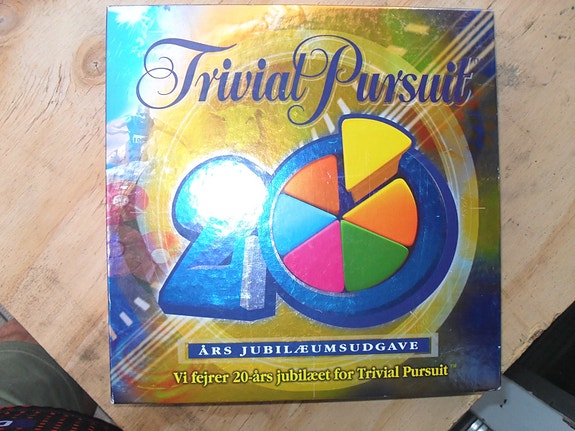 Trivial Pursuit
20
ÅRS JUBILÆUMSUDGAVE
Vi fejrer 20-års jubilæet for Trivial Pursuit